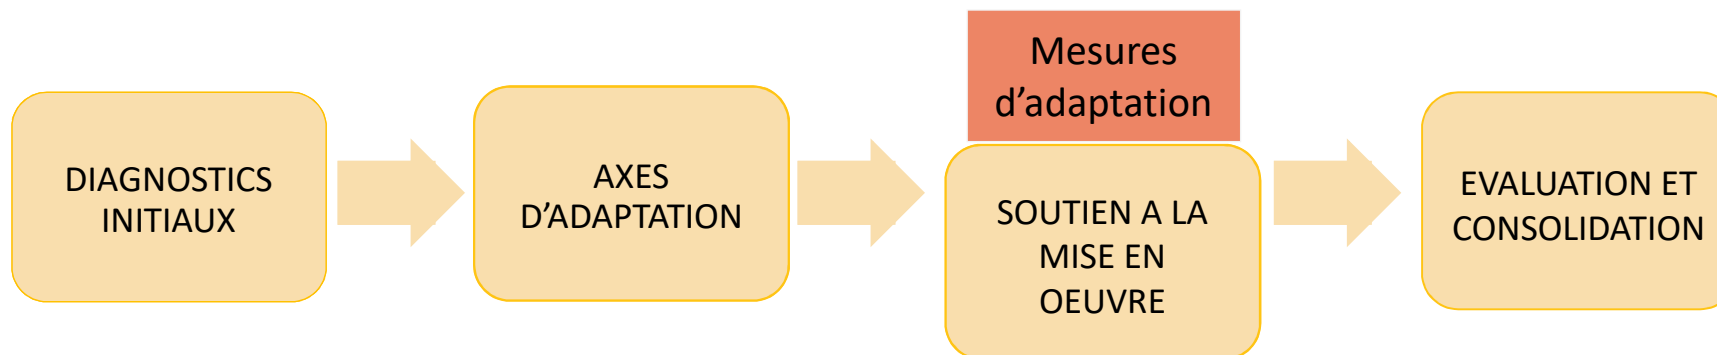 DIAGNOSTICS
INITIAUX
AXES
D’ADAPTATION
Mesures
d’adaptation
SOUTIEN A LA
MISE EN
OEUVRE
EVALUATION ET
CONSOLIDATION